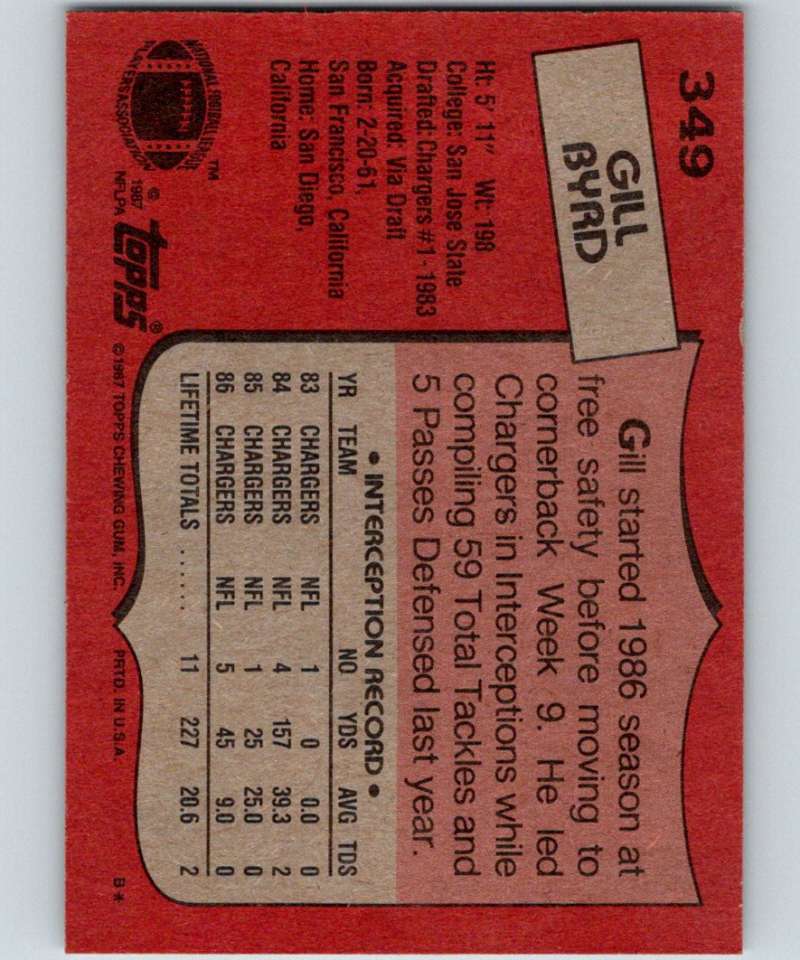 349
GILL
BYRD
Ht: 5' 11" Wt: 198
College: San Jose State
Drafted: Chargers #1 - 1983
Acquired: Via Draft
Born: 2-20-61,
San Francisco, California
Home: San Diego,
California
NATIONAL FOOTBALL LEAGUE
PLAYERS ASSOCIATION
™
©
1987
NFLPA
topps®
Gill started 1986 season at
free safety before moving to
cornerback Week 9. He led
Chargers in Interceptions while
compiling 59 Total Tackles and
5 Passes Defensed last year.
• INTERCEPTION RECORD •
YR TEAM NO YDS AVG TDS
83 CHARGERS NFL 1 0 0.0 0
84 CHARGERS NFL 4 157 39.3 2
85 CHARGERS NFL 1 25 25.0 0
86 CHARGERS NFL 5 45 9.0 0
LIFETIME TOTALS ...... 11 227 20.6 2
©1987 TOPPS CHEWING GUM, INC. PRTD. IN U.S.A. B*